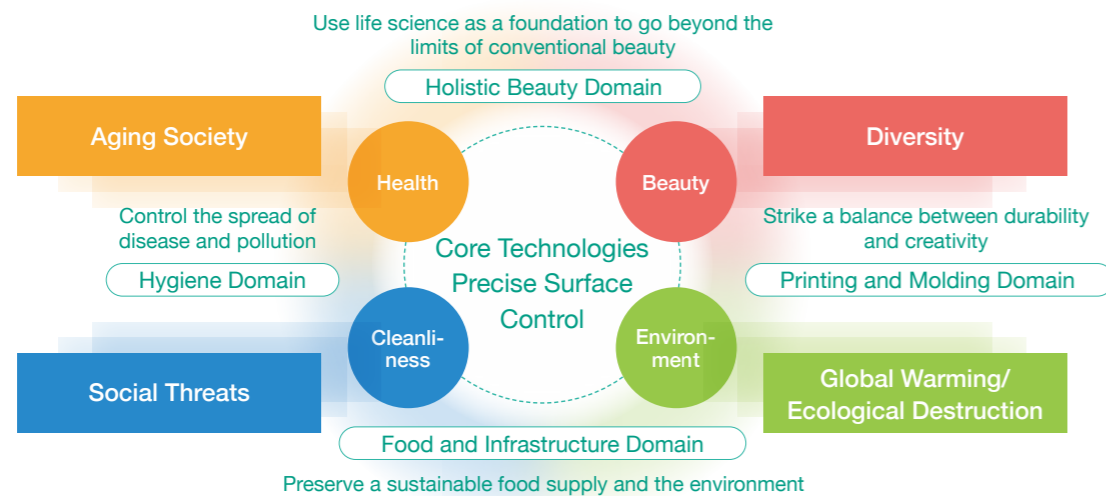 Use life science as a foundation to go beyond the
limits of conventional beauty
Holistic Beauty Domain
Aging Society
Diversity
Health
Beauty
Control the spread of
disease and pollution
Hygiene Domain
Strike a balance between durability
and creativity
Printing and Molding Domain
Core Technologies
Precise Surface
Control
Cleanli-
ness
Environ-
ment
Social Threats
Global Warming/
Ecological Destruction
Food and Infrastructure Domain
Preserve a sustainable food supply and the environment